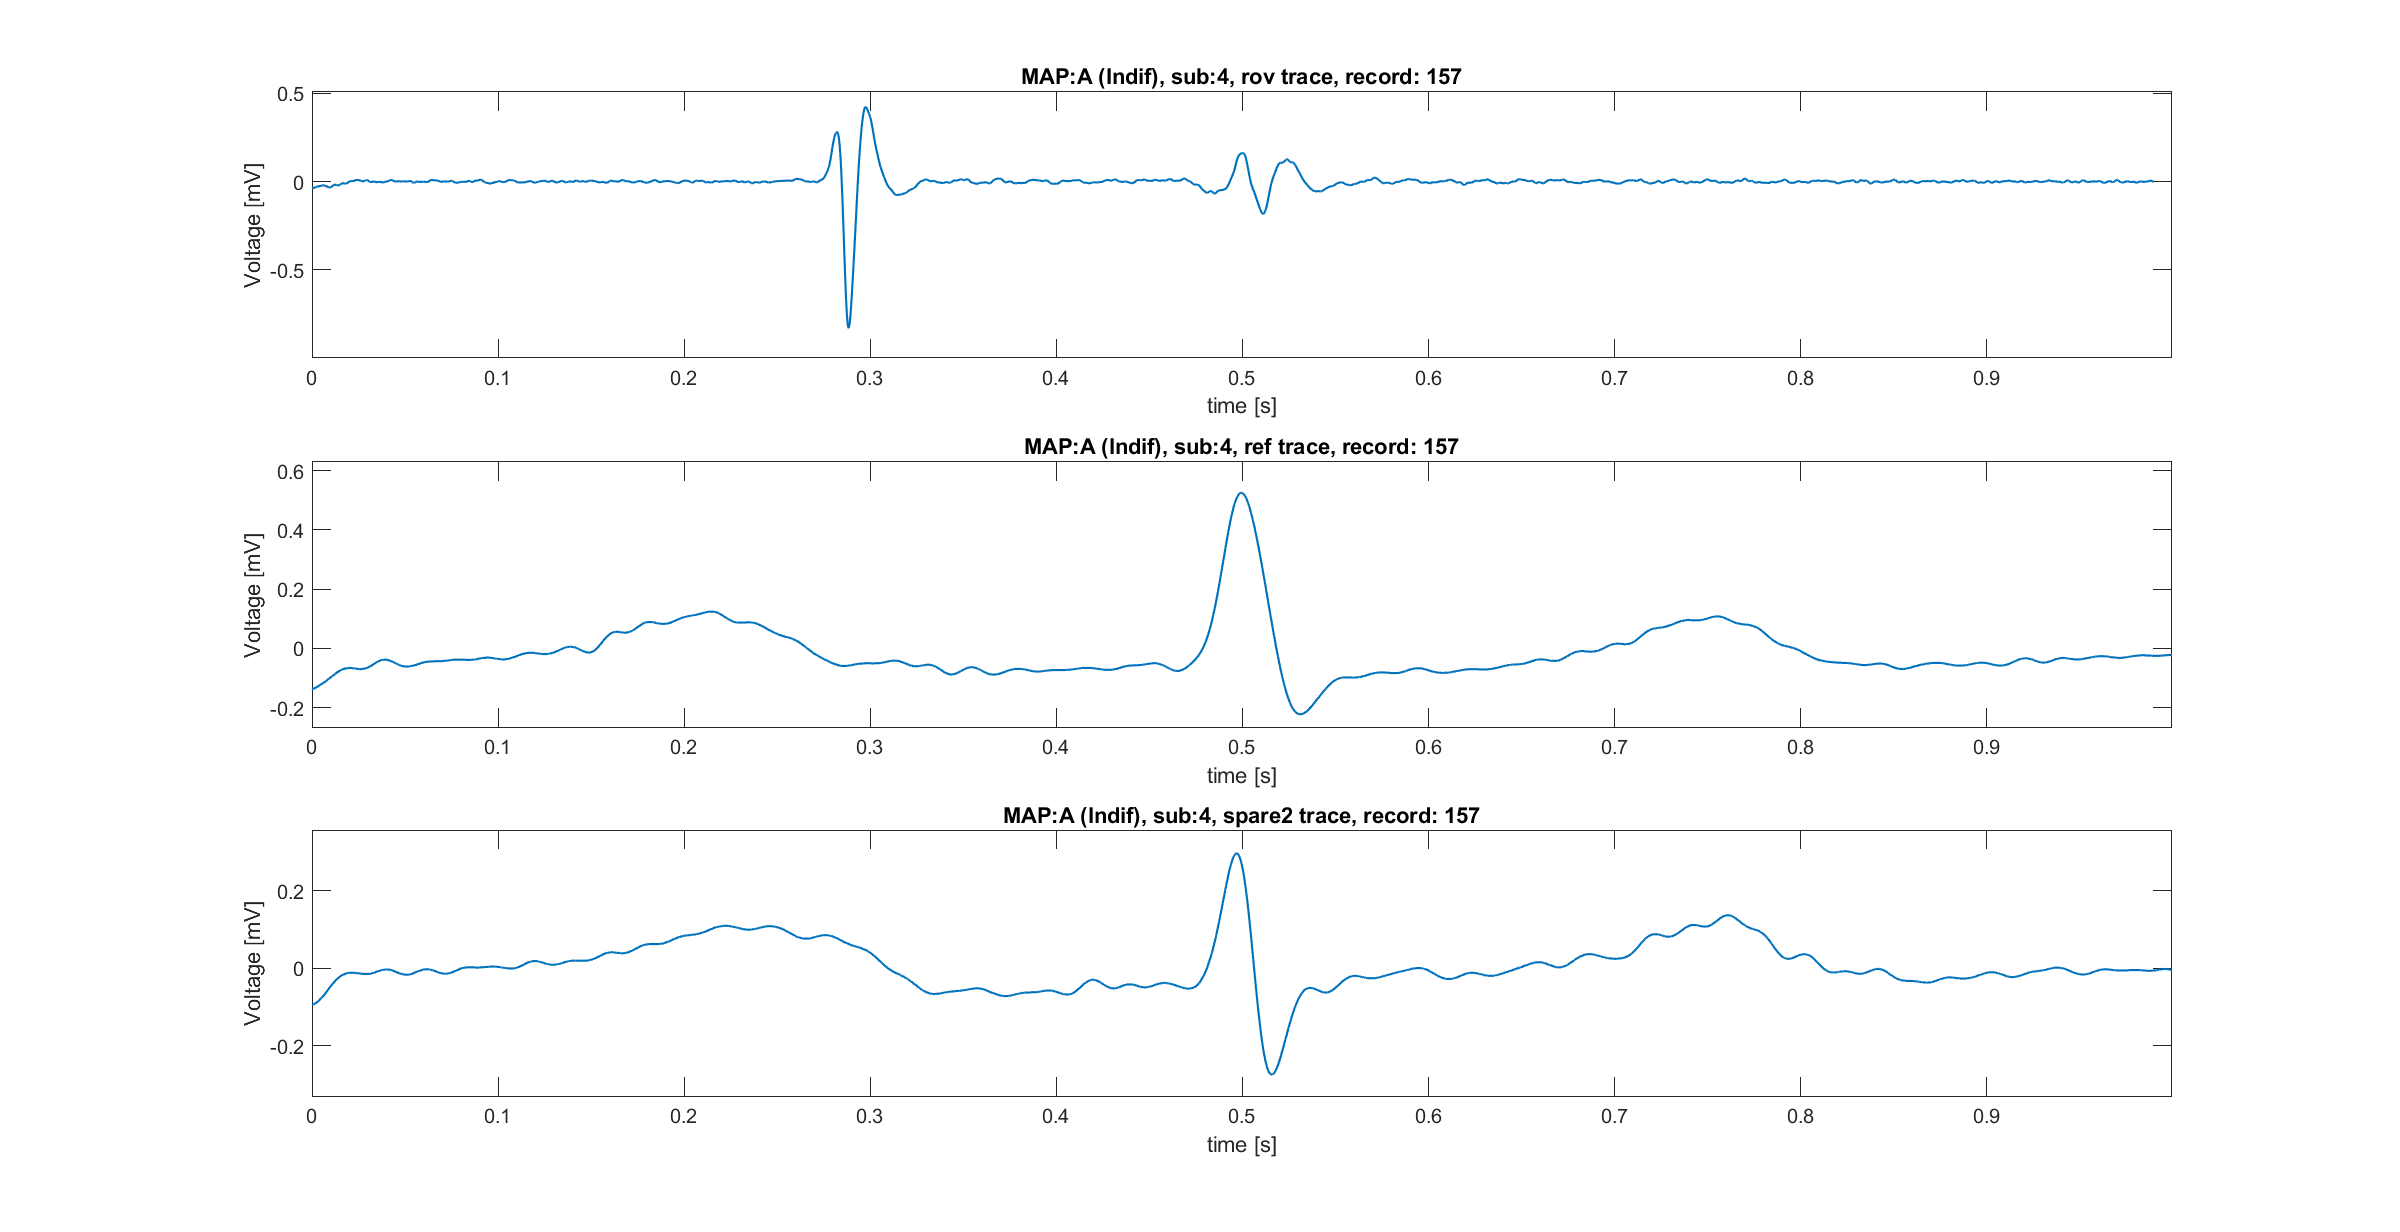 MAP:A (Indif), sub:4, rov trace, record: 157
0.5
0
-0.5
Voltage [mV]
0 0.1 0.2 0.3 0.4 0.5 0.6 0.7 0.8 0.9
time [s]
MAP:A (Indif), sub:4, ref trace, record: 157
0.6
0.4
0.2
0
-0.2
Voltage [mV]
0 0.1 0.2 0.3 0.4 0.5 0.6 0.7 0.8 0.9
time [s]
MAP:A (Indif), sub:4, spare2 trace, record: 157
0.2
0
-0.2
Voltage [mV]
0 0.1 0.2 0.3 0.4 0.5 0.6 0.7 0.8 0.9
time [s]